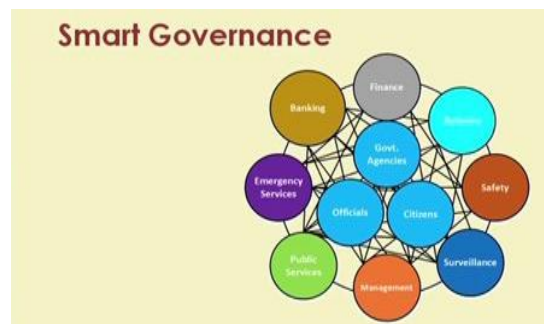 Smart Governance
Finance
Banking
Govt.
Agencies
Emergency
Services
Safety
Officials
Citizens
Public
Services
Surveillance
Management